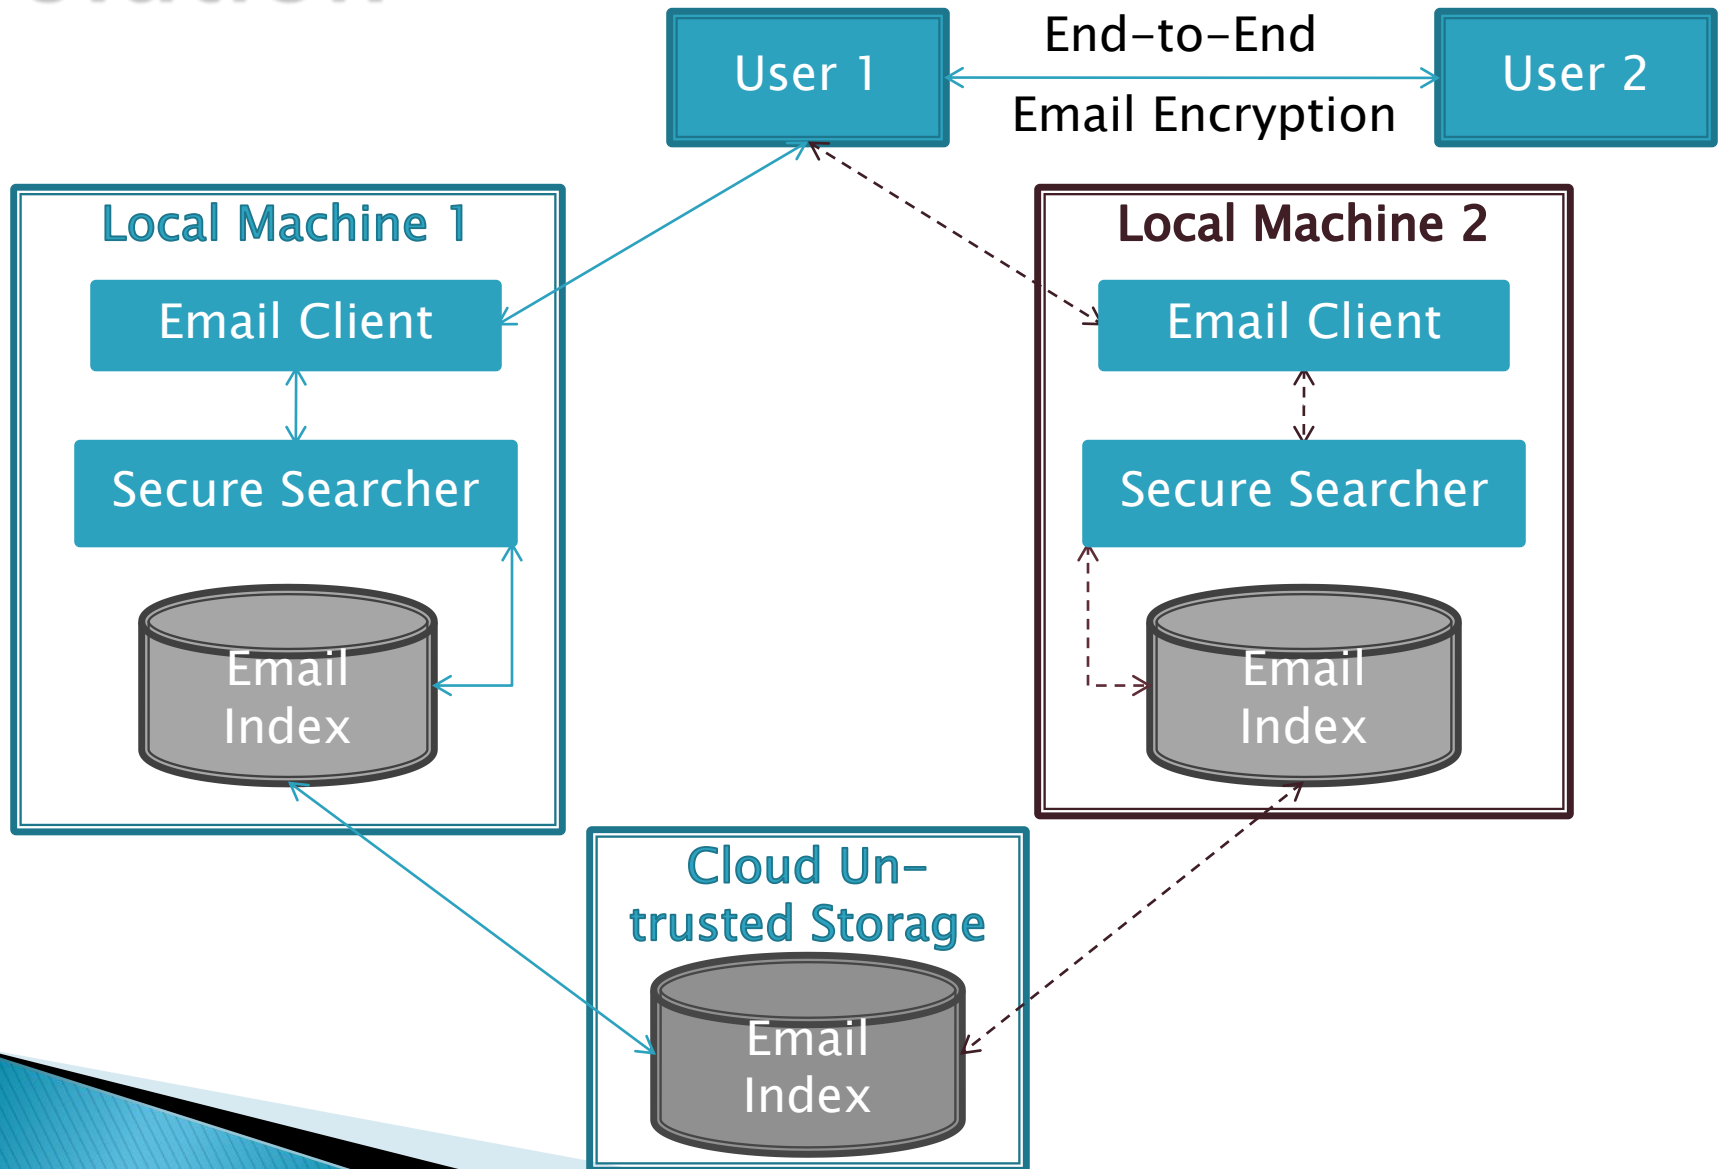 User 1
End-to-End
Email Encryption
User 2
Local Machine 1
Email Client
Secure Searcher
Email
Index
Local Machine 2
Email Client
Secure Searcher
Email
Index
Cloud Un-
trusted Storage
Email
Index